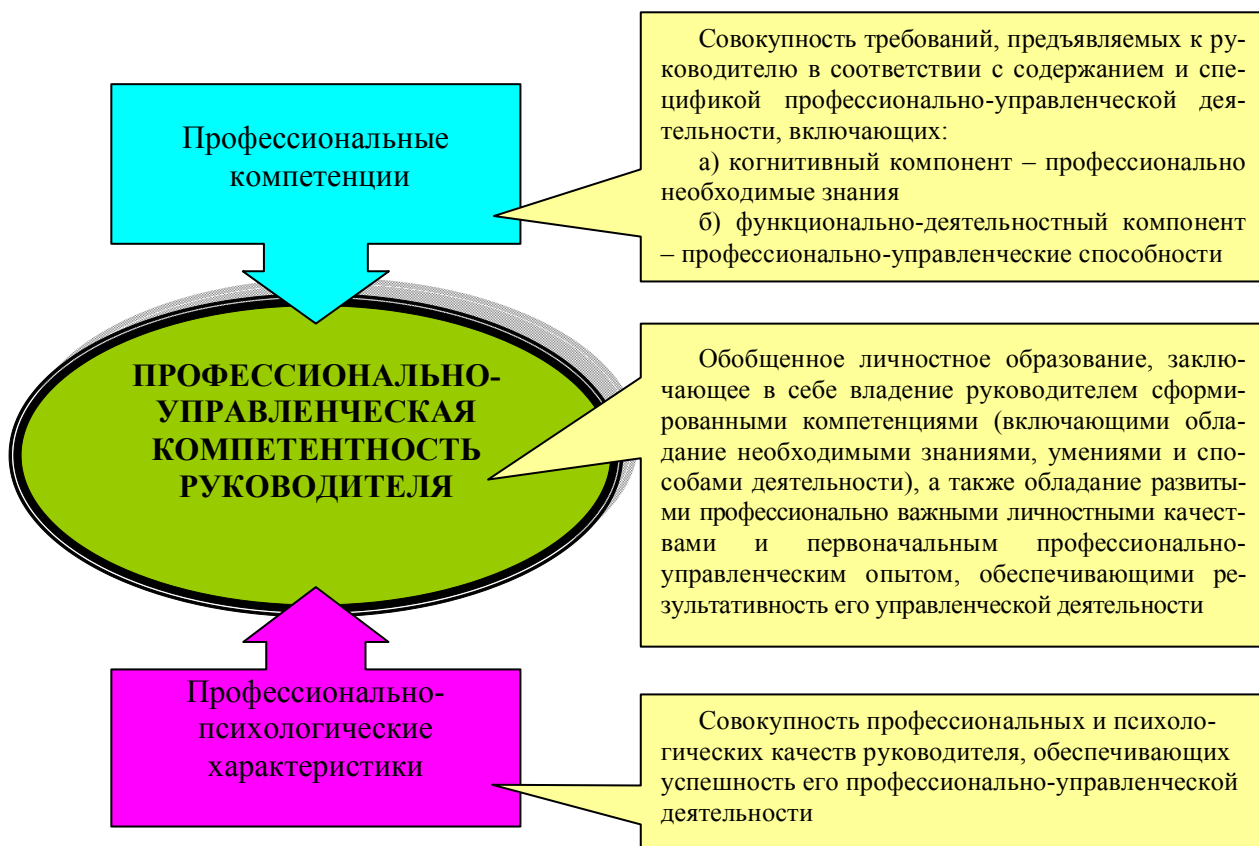 Профессиональные
компетенции
Совокупность требований, предъявляемых к ру-
ководителю в соответствии с содержанием и спе-
цификой профессионально-управленческой дея-
тельности, включающих:
а) когнитивный компонент – профессионально
необходимые знания
б) функционально-деятельностный компонент
– профессионально-управленческие способности
ПРОФЕССИОНАЛЬНО-
УПРАВЛЕНЧЕСКАЯ
КОМПЕТЕНТНОСТЬ
РУКОВОДИТЕЛЯ
Обобщенное личностное образование, заклю-
чающее в себе владение руководителем сформи-
рованными компетенциями (включающими обла-
дание необходимыми знаниями, умениями и спо-
собами деятельности), а также обладание развиты-
ми профессионально важными личностными качест-
вами и первоначальным профессионально-
управленческим опытом, обеспечивающими ре-
зультативность его управленческой деятельности
Профессионально-
психологические
характеристики
Совокупность профессиональных и психоло-
гических качеств руководителя, обеспечивающих
успешность его профессионально-управленческой
деятельности